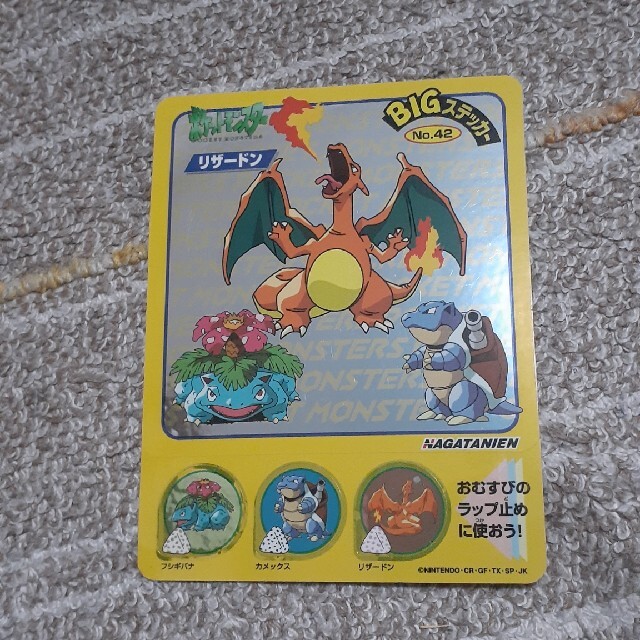 ポケットモンスター
BIGステッカー
No.42
リザードン
MONSTERS
MONSTERS
MONSTERS
NAGATANIEN
フシギバナ
カメックス
リザードン
おむすびの
ラップ止め
に使おう!
©NINTENDO・CR・GF・TX・SP・JK